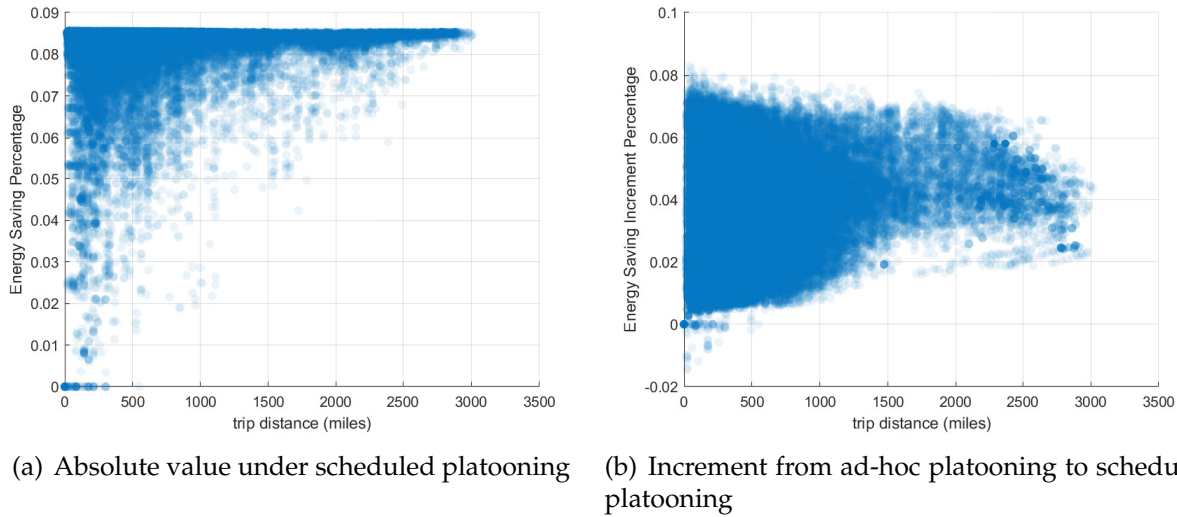 0.09
0.08
0.07
0.06
0.05
0.04
0.03
0.02
0.01
0
Energy Saving Percentage
0 500 1000 1500 2000 2500 3000 3500
trip distance (miles)
(a) Absolute value under scheduled platooning
0.1
0.08
0.06
0.04
0.02
0
-0.02
Energy Saving Increment Percentage
0 500 1000 1500 2000 2500 3000 3500
trip distance (miles)
(b) Increment from ad-hoc platooning to schedu
platooning